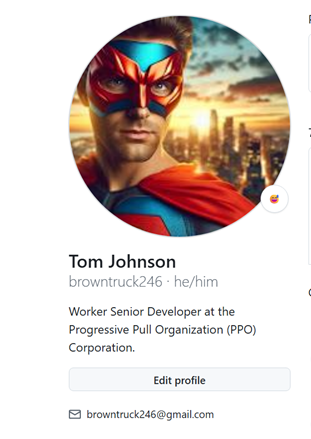 Tom Johnson
browntruck246 · he/him
Worker Senior Developer at the
Progressive Pull Organization (PPO)
Corporation.
Edit profile
browntruck246@gmail.com